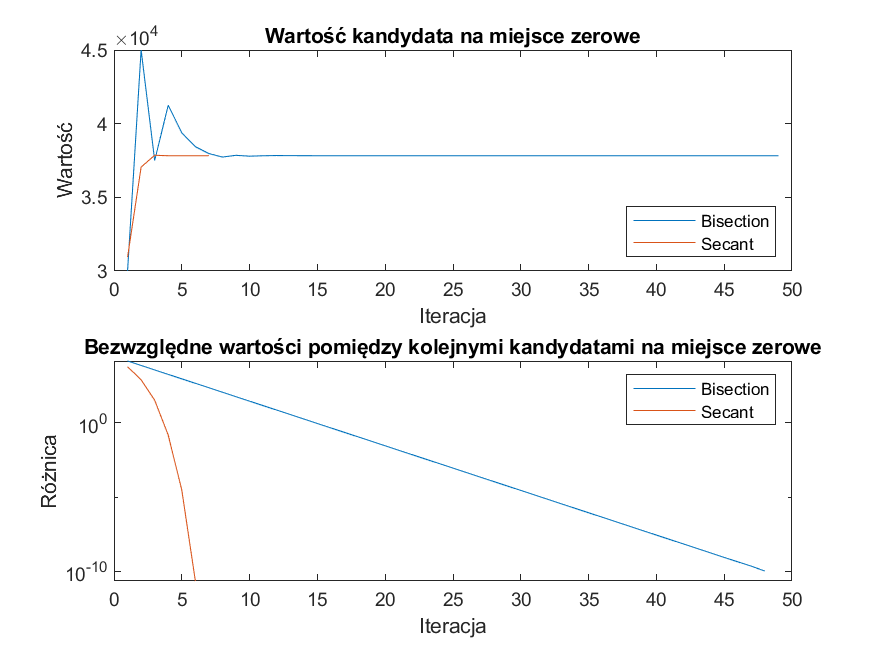 Wartość kandydata na miejsce zerowe
×10^4
4.5
4
3.5
3
Wartość
0 5 10 15 20 25 30 35 40 45 50
Iteracja
Bisection
Secant
Bezwzględne wartości pomiędzy kolejnymi kandydatami na miejsce zerowe
10^0
10^-10
Różnica
0 5 10 15 20 25 30 35 40 45 50
Iteracja
Bisection
Secant